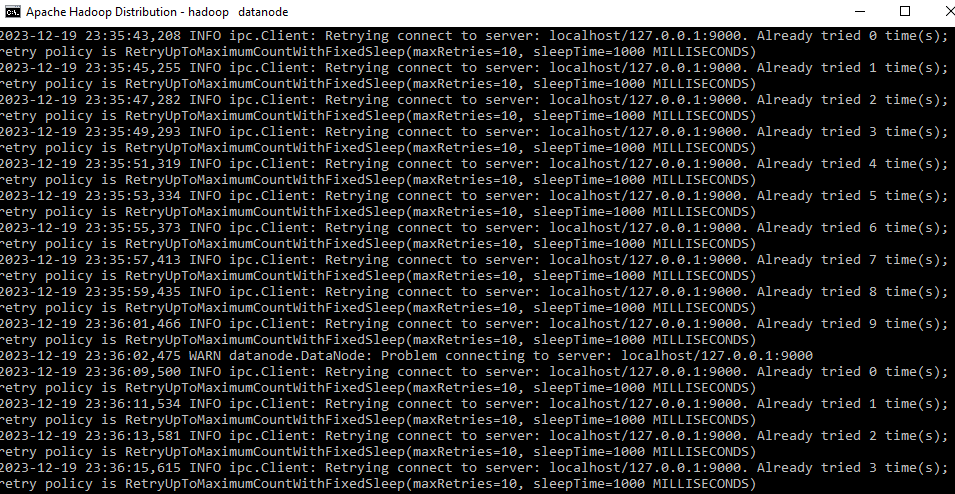 Apache Hadoop Distribution - hadoop datanode
2023-12-19 23:35:43,208 INFO ipc.Client: Retrying connect to server: localhost/127.0.0.1:9000. Already tried 0 time(s);
retry policy is RetryUpToMaximumCountWithFixedSleep(maxRetries=10, sleepTime=1000 MILLISECONDS)
2023-12-19 23:35:45,255 INFO ipc.Client: Retrying connect to server: localhost/127.0.0.1:9000. Already tried 1 time(s);
retry policy is RetryUpToMaximumCountWithFixedSleep(maxRetries=10, sleepTime=1000 MILLISECONDS)
2023-12-19 23:35:47,282 INFO ipc.Client: Retrying connect to server: localhost/127.0.0.1:9000. Already tried 2 time(s);
retry policy is RetryUpToMaximumCountWithFixedSleep(maxRetries=10, sleepTime=1000 MILLISECONDS)
2023-12-19 23:35:49,293 INFO ipc.Client: Retrying connect to server: localhost/127.0.0.1:9000. Already tried 3 time(s);
retry policy is RetryUpToMaximumCountWithFixedSleep(maxRetries=10, sleepTime=1000 MILLISECONDS)
2023-12-19 23:35:51,319 INFO ipc.Client: Retrying connect to server: localhost/127.0.0.1:9000. Already tried 4 time(s);
retry policy is RetryUpToMaximumCountWithFixedSleep(maxRetries=10, sleepTime=1000 MILLISECONDS)
2023-12-19 23:35:53,334 INFO ipc.Client: Retrying connect to server: localhost/127.0.0.1:9000. Already tried 5 time(s);
retry policy is RetryUpToMaximumCountWithFixedSleep(maxRetries=10, sleepTime=1000 MILLISECONDS)
2023-12-19 23:35:55,373 INFO ipc.Client: Retrying connect to server: localhost/127.0.0.1:9000. Already tried 6 time(s);
retry policy is RetryUpToMaximumCountWithFixedSleep(maxRetries=10, sleepTime=1000 MILLISECONDS)
2023-12-19 23:35:57,413 INFO ipc.Client: Retrying connect to server: localhost/127.0.0.1:9000. Already tried 7 time(s);
retry policy is RetryUpToMaximumCountWithFixedSleep(maxRetries=10, sleepTime=1000 MILLISECONDS)
2023-12-19 23:35:59,435 INFO ipc.Client: Retrying connect to server: localhost/127.0.0.1:9000. Already tried 8 time(s);
retry policy is RetryUpToMaximumCountWithFixedSleep(maxRetries=10, sleepTime=1000 MILLISECONDS)
2023-12-19 23:36:01,466 INFO ipc.Client: Retrying connect to server: localhost/127.0.0.1:9000. Already tried 9 time(s);
retry policy is RetryUpToMaximumCountWithFixedSleep(maxRetries=10, sleepTime=1000 MILLISECONDS)
2023-12-19 23:36:02,475 WARN datanode.DataNode: Problem connecting to server: localhost/127.0.0.1:9000
2023-12-19 23:36:09,500 INFO ipc.Client: Retrying connect to server: localhost/127.0.0.1:9000. Already tried 0 time(s);
retry policy is RetryUpToMaximumCountWithFixedSleep(maxRetries=10, sleepTime=1000 MILLISECONDS)
2023-12-19 23:36:11,534 INFO ipc.Client: Retrying connect to server: localhost/127.0.0.1:9000. Already tried 1 time(s);
retry policy is RetryUpToMaximumCountWithFixedSleep(maxRetries=10, sleepTime=1000 MILLISECONDS)
2023-12-19 23:36:13,581 INFO ipc.Client: Retrying connect to server: localhost/127.0.0.1:9000. Already tried 2 time(s);
retry policy is RetryUpToMaximumCountWithFixedSleep(maxRetries=10, sleepTime=1000 MILLISECONDS)
2023-12-19 23:36:15,615 INFO ipc.Client: Retrying connect to server: localhost/127.0.0.1:9000. Already tried 3 time(s);
retry policy is RetryUpToMaximumCountWithFixedSleep(maxRetries=10, sleepTime=1000 MILLISECONDS)